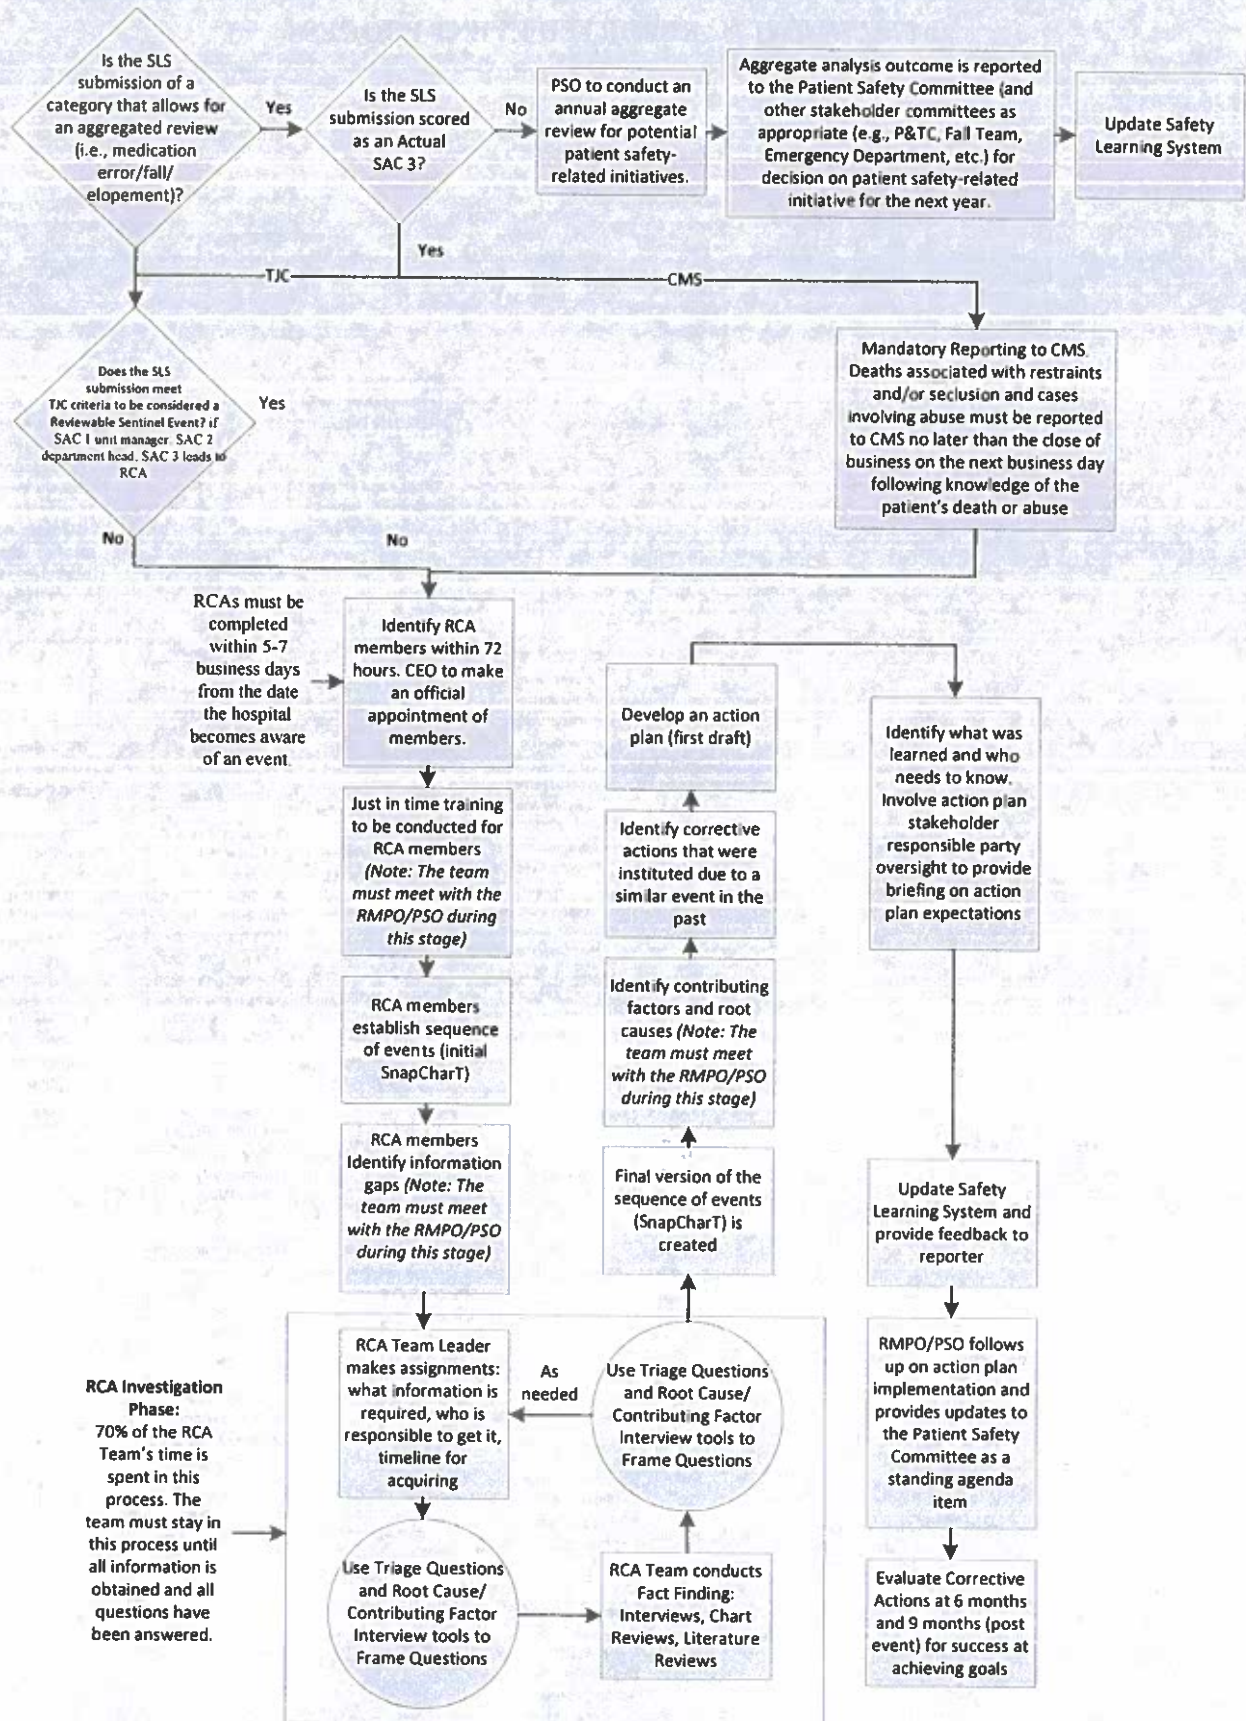 Is the SLS
submission of a
category that allows for
an aggregated review
(i.e., medication
error/fall/
elopement)?
Yes
Is the SLS
submission scored
as an Actual
SAC 3?
No
PSO to conduct an
annual aggregate
review for potential
patient safety-
related initiatives.
Aggregate analysis outcome is reported
to the Patient Safety Committee (and
other stakeholder committees as
appropriate (e.g., P&TC, Fall Team,
Emergency Department, etc.) for
decision on patient safety-related
initiative for the next year.
Update Safety
Learning System
Yes
TJC
CMS
Does the SLS
submission meet
TJC criteria to be considered a
Reviewable Sentinel Event? if
SAC 1 unit manager. SAC 2
department head. SAC 3 leads to
RCA
Yes
Mandatory Reporting to CMS.
Deaths associated with restraints
and/or seclusion and cases
involving abuse must be reported
to CMS no later than the close of
business on the next business day
following knowledge of the
patient's death or abuse
No
No
RCAs must be
completed
within 5-7
business days
from the date
the hospital
becomes aware
of an event.
Identify RCA
members within 72
hours. CEO to make
an official
appointment of
members.
Just in time training
to be conducted for
RCA members
(Note: The team
must meet with the
RMPO/PSO during
this stage)
RCA members
establish sequence
of events (initial
SnapCharT)
RCA members
Identify information
gaps (Note: The
team must meet
with the RMPO/PSO
during this stage)
RCA Investigation
Phase:
70% of the RCA
Team's time is
spent in this
process. The
team must stay in
this process until
all information is
obtained and all
questions have
been answered.
RCA Team Leader
makes assignments:
what information is
required, who is
responsible to get it,
timeline for
acquiring
As
needed
Use Triage Questions
and Root Cause/
Contributing Factor
Interview tools to
Frame Questions
RCA Team conducts
Fact Finding:
Interviews, Chart
Reviews, Literature
Reviews
Use Triage Questions
and Root Cause/
Contributing Factor
Interview tools to
Frame Questions
Final version of the
sequence of events
(SnapCharT) is
created
Identify contributing
factors and root
causes (Note: The
team must meet
with the RMPO/PSO
during this stage)
Identify corrective
actions that were
instituted due to a
similar event in the
past
Develop an action
plan (first draft)
Identify what was
learned and who
needs to know.
Involve action plan
stakeholder
responsible party
oversight to provide
briefing on action
plan expectations
Update Safety
Learning System and
provide feedback to
reporter
RMPO/PSO follows
up on action plan
implementation and
provides updates to
the Patient Safety
Committee as a
standing agenda
item
Evaluate Corrective
Actions at 6 months
and 9 months (post
event) for success at
achieving goals